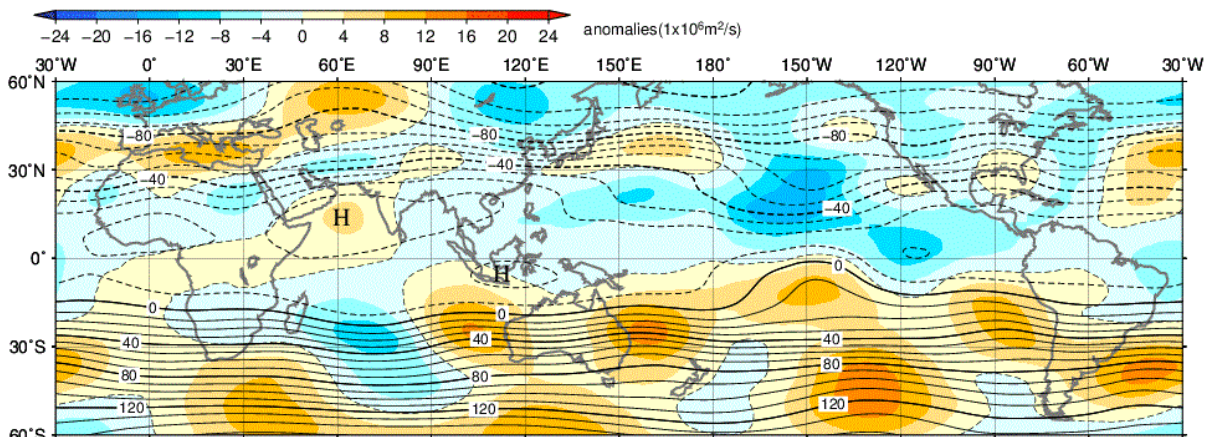 −24 −20 −16 −12 −8 −4 0 4 8 12 16 20 24 anomalies(1x10⁶m²/s)
30°W 0° 30°E 60°E 90°E 120°E 150°E 180° 150°W 120°W 90°W 60°W 30°W
60°N
−80 −80 −80
−40 −40
30°N
−40
H
0° H 0
0 0
40 40 40
30°S
80 80 80
120 120 120
60°S